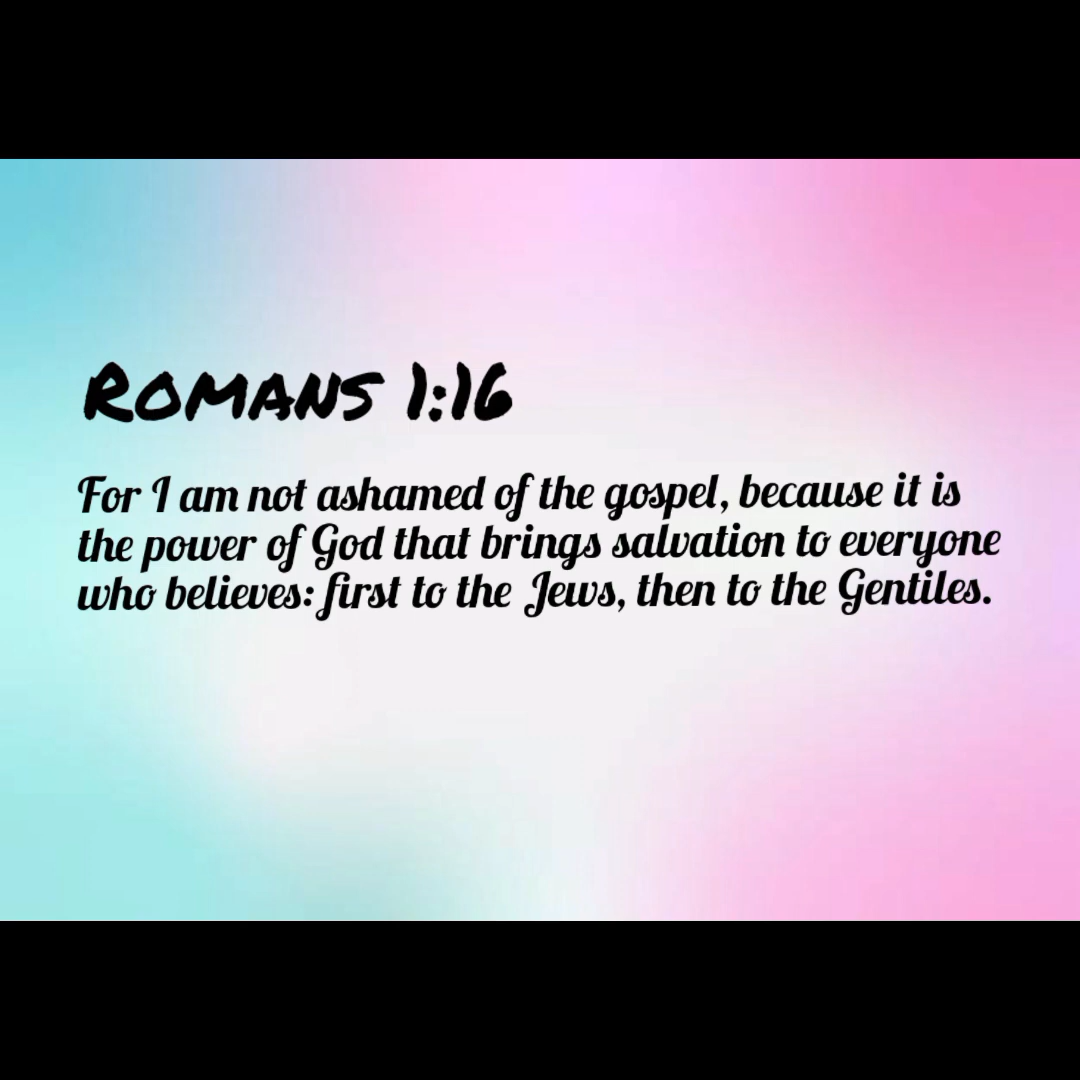 Romans 1:16
For I am not ashamed of the gospel, because it is
the power of God that brings salvation to everyone
who believes: first to the Jews, then to the Gentiles.